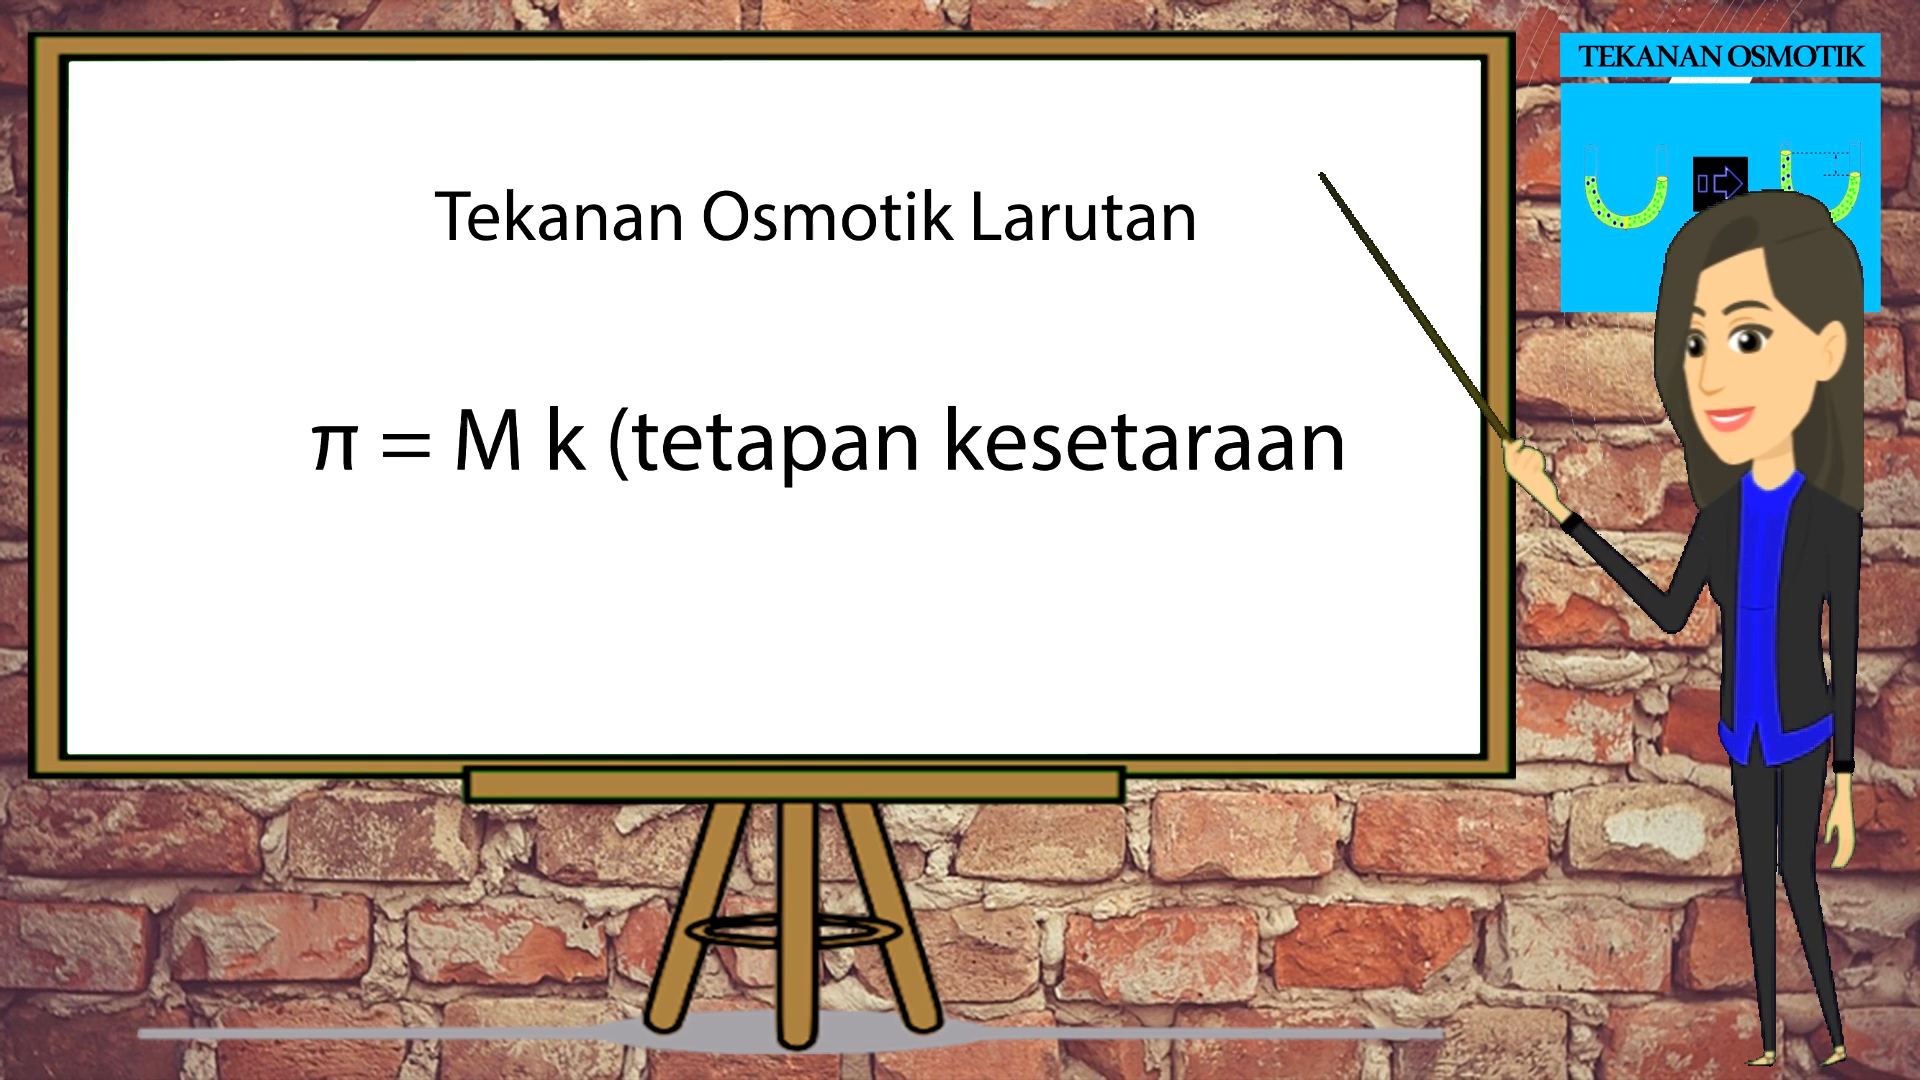 TEKANAN OSMOTIK
Tekanan Osmotik Larutan
π = M k (tetapan kesetaraan